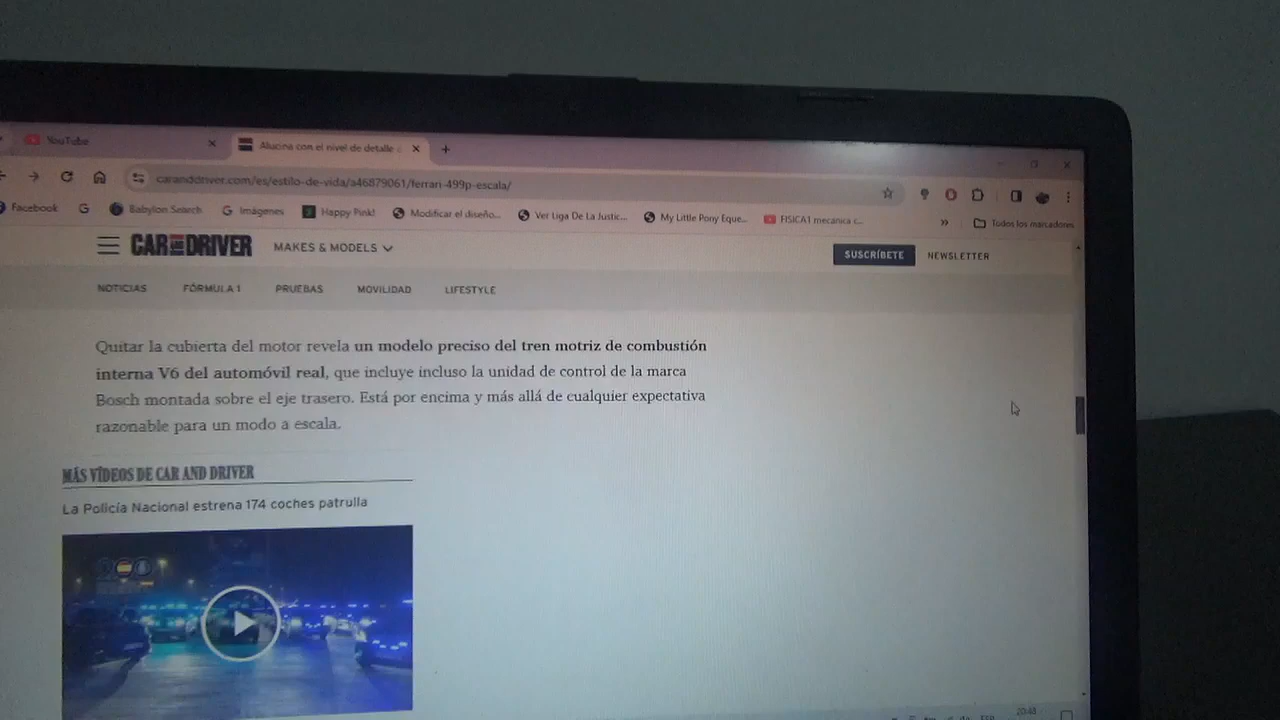 YouTube
Alucina con el nivel de detalle
caranddriver.com/es/estilo-de-vida/a46879061/ferrari-499p-escala/
Facebook
Babylon Search
Imágenes
Happy Pink!
Modificar el diseño...
Ver Liga De La Justic...
My Little Pony Eque...
FISICA1 mecanica c...
»
Todos los marcadores
CAR AND DRIVER
MAKES & MODELS
SUSCRÍBETE
NEWSLETTER
NOTICIAS
FÓRMULA 1
PRUEBAS
MOVILIDAD
LIFESTYLE
Quitar la cubierta del motor revela un modelo preciso del tren motriz de combustión
interna V6 del automóvil real, que incluye incluso la unidad de control de la marca
Bosch montada sobre el eje trasero. Está por encima y más allá de cualquier expectativa
razonable para un modo a escala.
MÁS VÍDEOS DE CAR AND DRIVER
La Policía Nacional estrena 174 coches patrulla
20:48